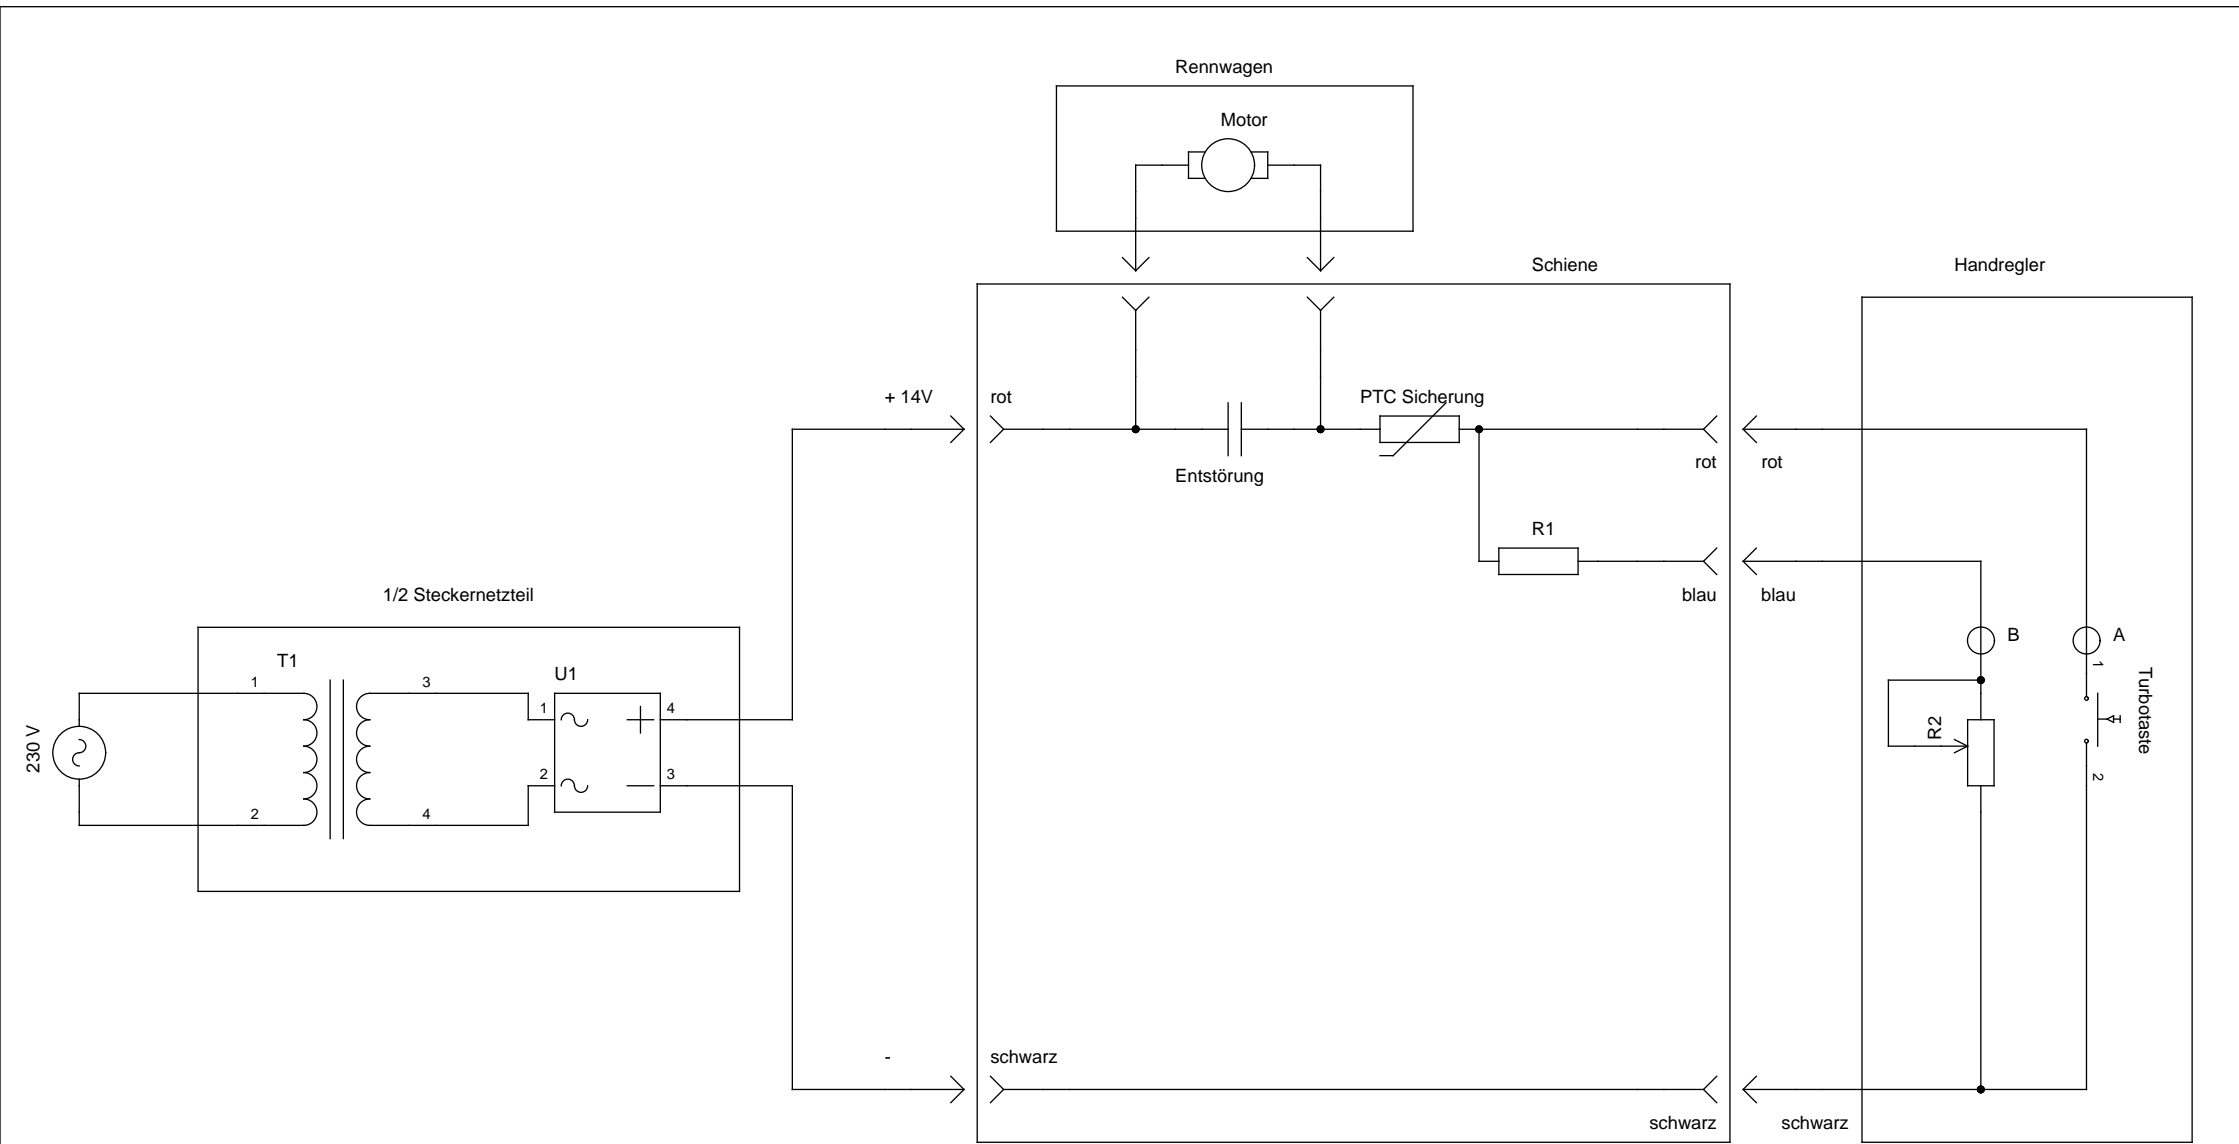 Rennwagen
Motor
Schiene
Handregler
+ 14V
rot
PTC Sicherung
rot
rot
Entstörung
R1
blau
blau
1/2 Steckernetzteil
T1
U1
B
A
1
3
1
4
1
Turbotaste
R2
230 V
2
3
2
2
4
-
schwarz
schwarz
schwarz